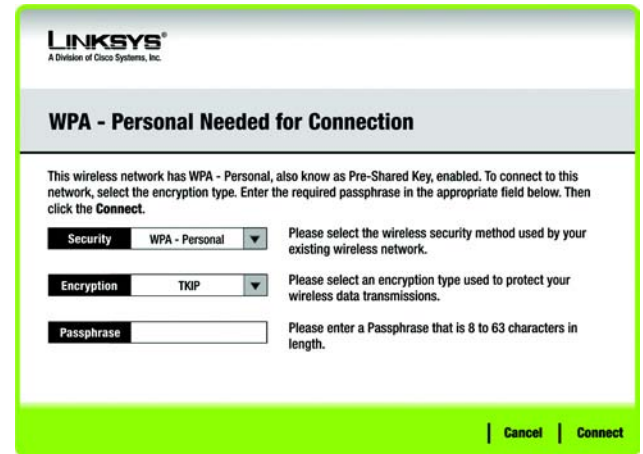 LINKSYS®
A Division of Cisco Systems, Inc.
WPA - Personal Needed for Connection
This wireless network has WPA - Personal, also know as Pre-Shared Key, enabled. To connect to this
network, select the encryption type. Enter the required passphrase in the appropriate field below. Then
click the Connect.
Security WPA - Personal Please select the wireless security method used by your
existing wireless network.
Encryption TKIP Please select an encryption type used to protect your
wireless data transmissions.
Passphrase Please enter a Passphrase that is 8 to 63 characters in
length.
Cancel Connect